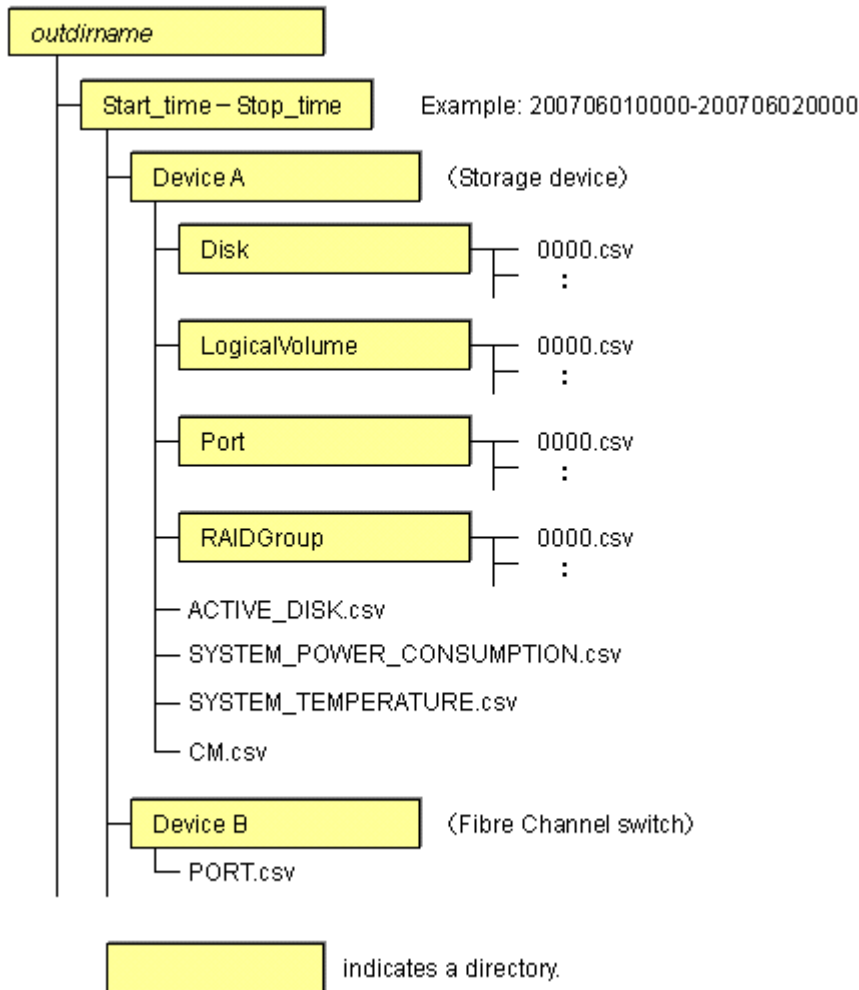 outdirname
Start_time – Stop_time Example: 200706010000-200706020000
Device A (Storage device)
Disk 0000.csv
:
LogicalVolume 0000.csv
:
Port 0000.csv
:
RAIDGroup 0000.csv
:
ACTIVE_DISK.csv
SYSTEM_POWER_CONSUMPTION.csv
SYSTEM_TEMPERATURE.csv
CM.csv
Device B (Fibre Channel switch)
PORT.csv
indicates a directory.